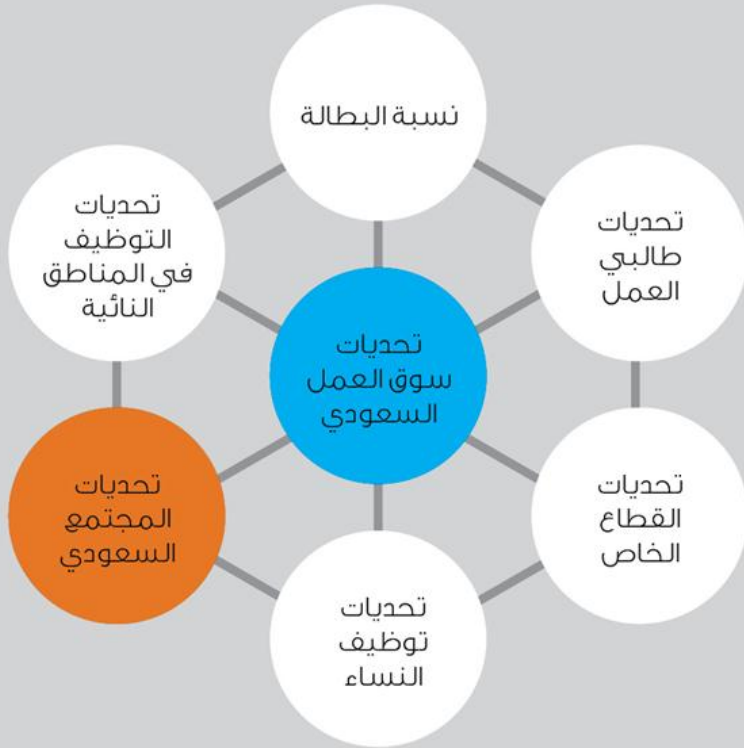 نسبة البطالة
تحديات
طالبي
العمل
تحديات
التوظيف
في المناطق
النائية
تحديات
سوق العمل
السعودي
تحديات
القطاع
الخاص
تحديات
المجتمع
السعودي
تحديات
توظيف
النساء